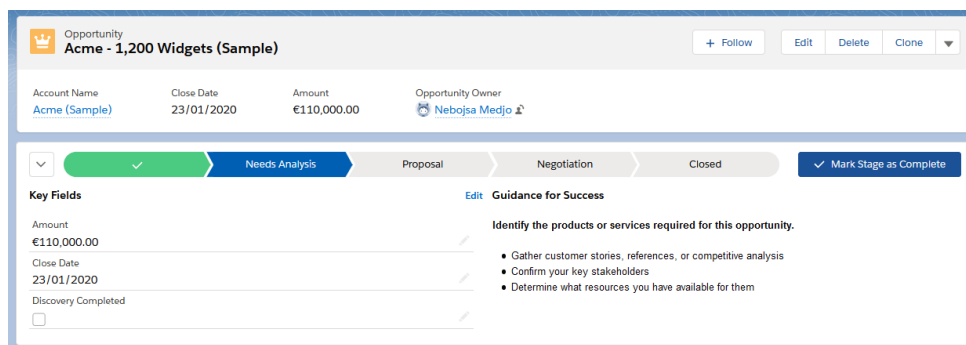 Opportunity
Acme - 1,200 Widgets (Sample)
+ Follow Edit Delete Clone
Account Name Close Date Amount Opportunity Owner
Acme (Sample) 23/01/2020 €110,000.00 Nebojsa Medjo
Needs Analysis Proposal Negotiation Closed Mark Stage as Complete
Key Fields Edit Guidance for Success
Amount
€110,000.00
Close Date
23/01/2020
Discovery Completed
Identify the products or services required for this opportunity.
• Gather customer stories, references, or competitive analysis
• Confirm your key stakeholders
• Determine what resources you have available for them